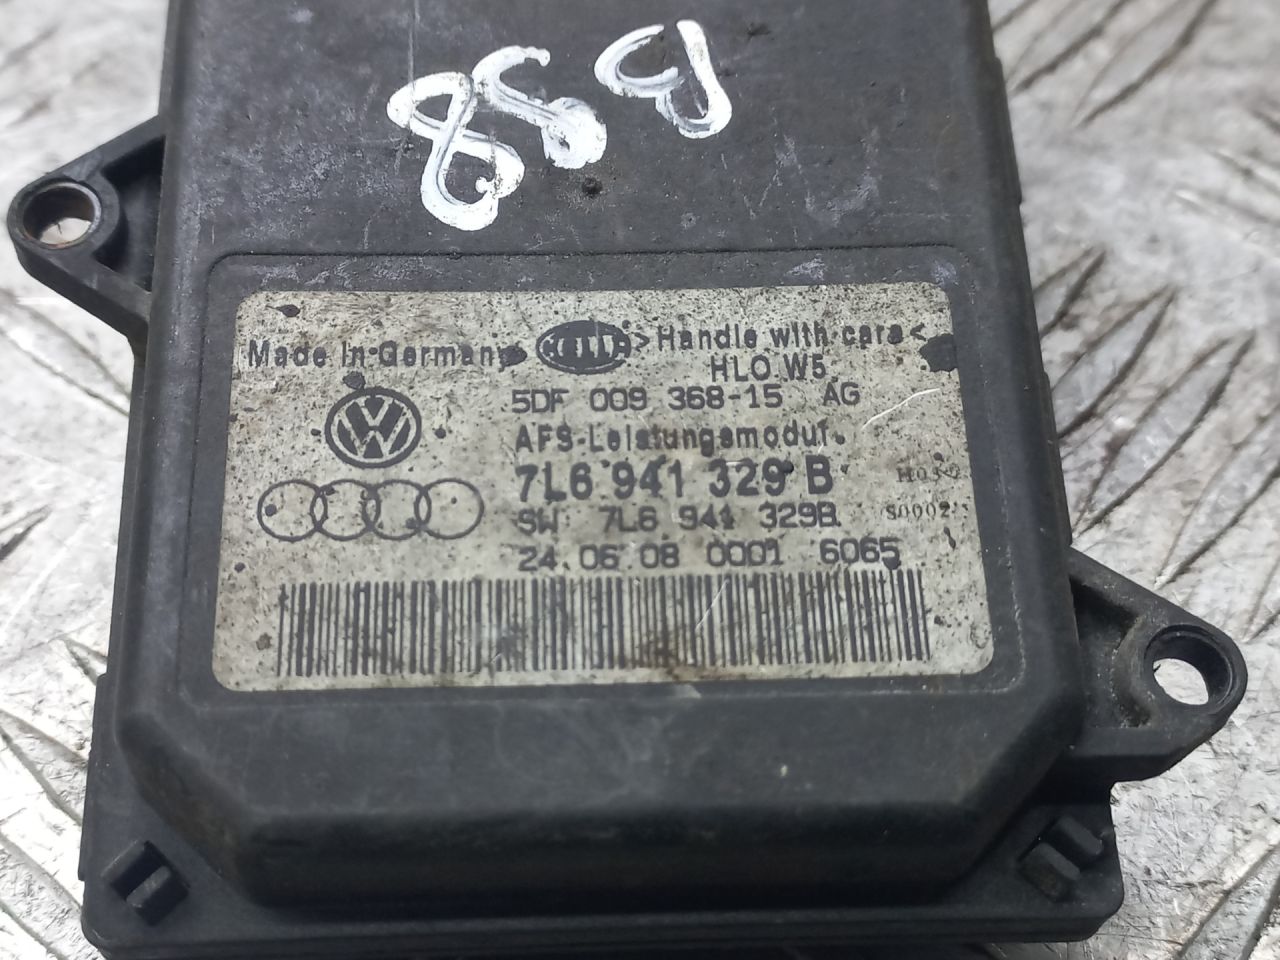 Made in Germany HELLA >Handle with care<
HLO W5
5DF 009 368-15 AG
AFS-Leistungsmodul
7L6 941 329 B
SW: 7L6 941 329B
24.06.08 0001 6065